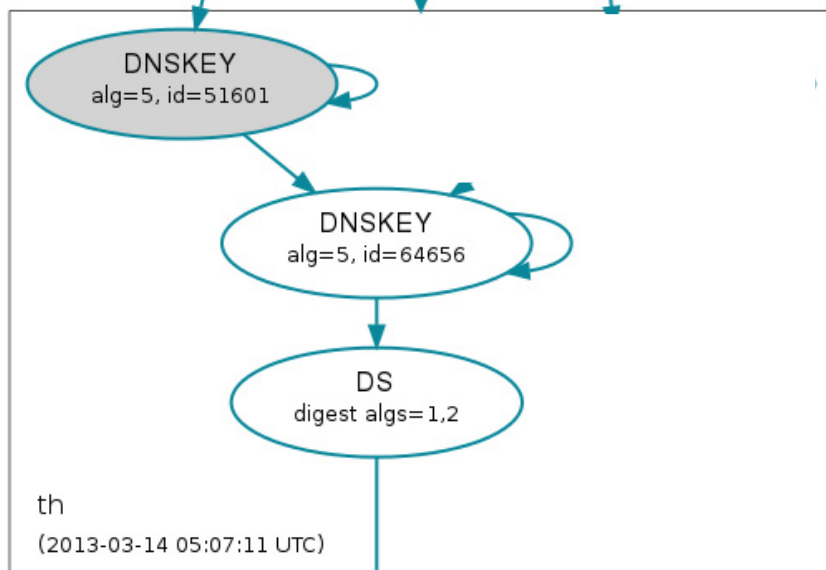 DNSKEY
alg=5, id=51601
DNSKEY
alg=5, id=64656
DS
digest algs=1,2
th
(2013-03-14 05:07:11 UTC)